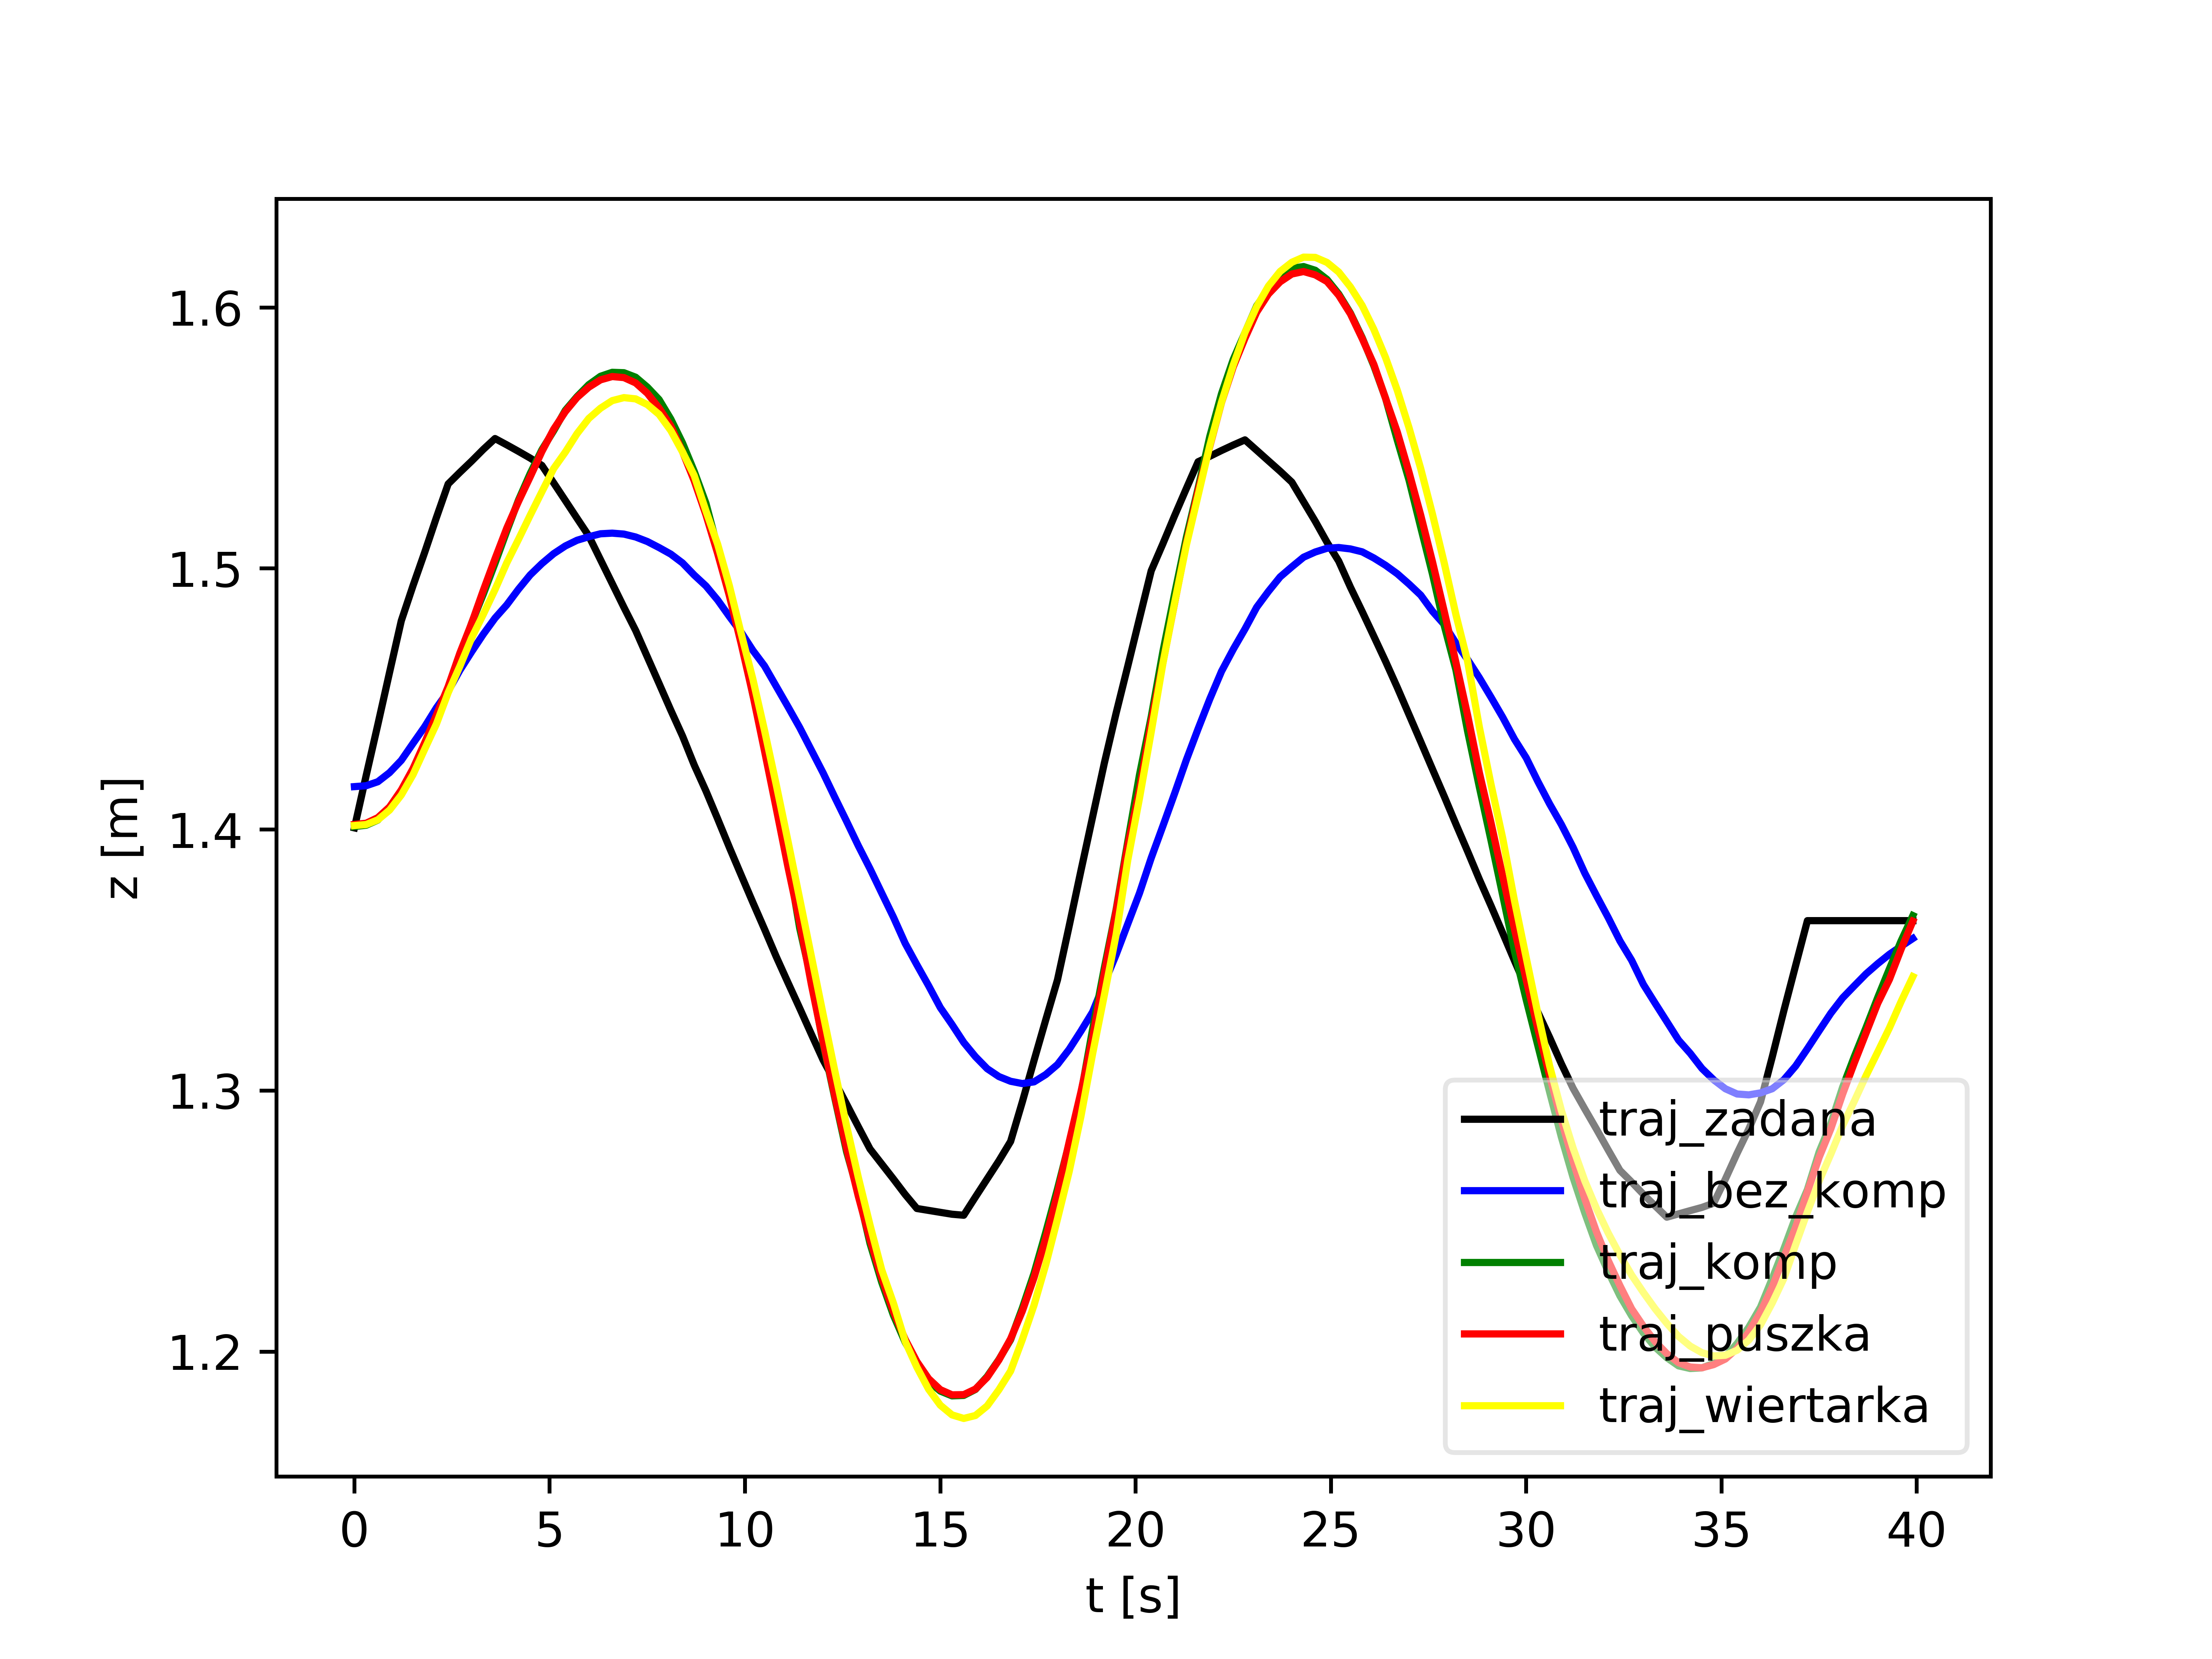 1.6
1.5
1.4
1.3
1.2
z [m]
0 5 10 15 20 25 30 35 40
t [s]
traj_zadana
traj_bez_komp
traj_komp
traj_puszka
traj_wiertarka